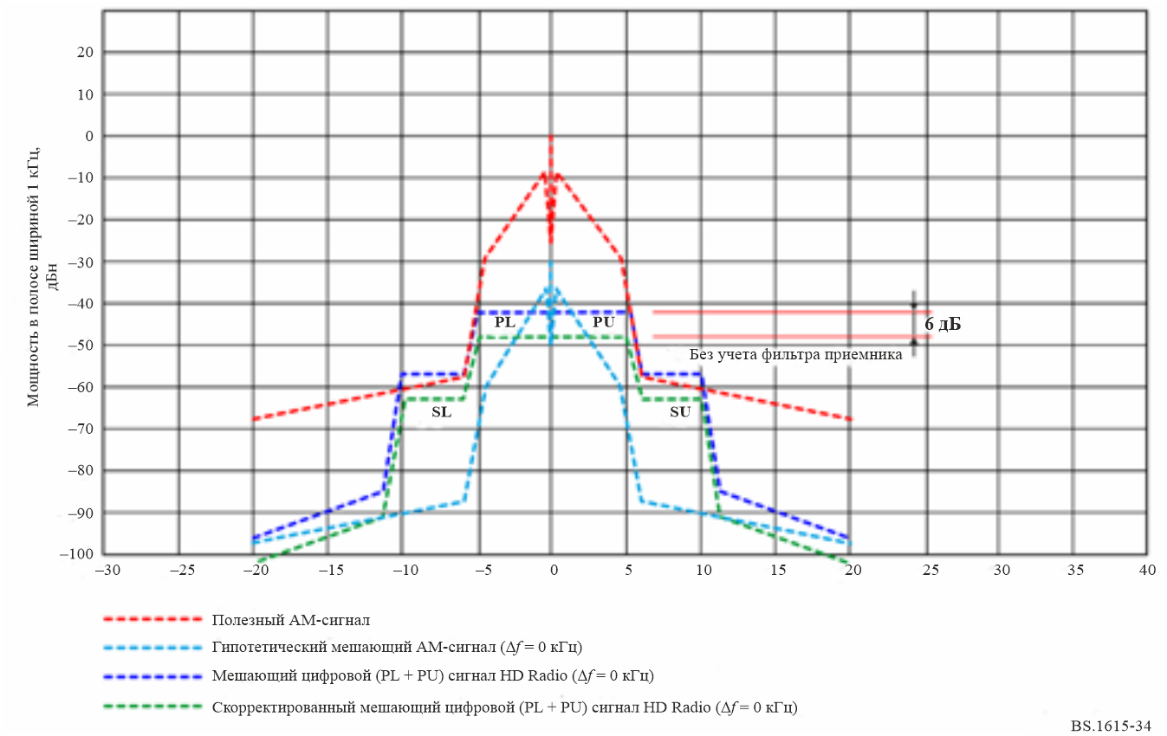 Мощность в полосе шириной 1 кГц,
дБн
20
10
0
–10
–20
–30
–40
–50
–60
–70
–80
–90
–100
PL
PU
6 дБ
Без учета фильтра приемника
SL
SU
–30
–25
–20
–15
–10
–5
0
5
10
15
20
25
30
35
40
Полезный АМ-сигнал
Гипотетический мешающий АМ-сигнал (Δf = 0 кГц)
Мешающий цифровой (PL + PU) сигнал HD Radio (Δf = 0 кГц)
Скорректированный мешающий цифровой (PL + PU) сигнал HD Radio (Δf = 0 кГц)
BS.1615-34